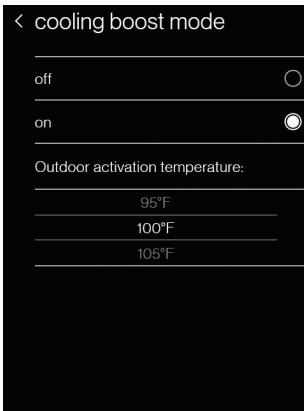 cooling boost mode
off
on
Outdoor activation temperature:
95°F
100°F
105°F